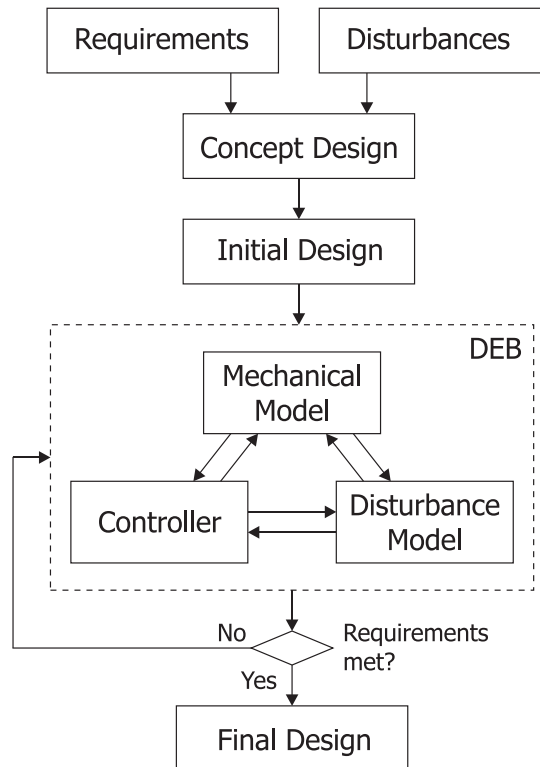 Requirements
Disturbances
Concept Design
Initial Design
DEB
Mechanical
Model
Controller
Disturbance
Model
No
Requirements
met?
Yes
Final Design